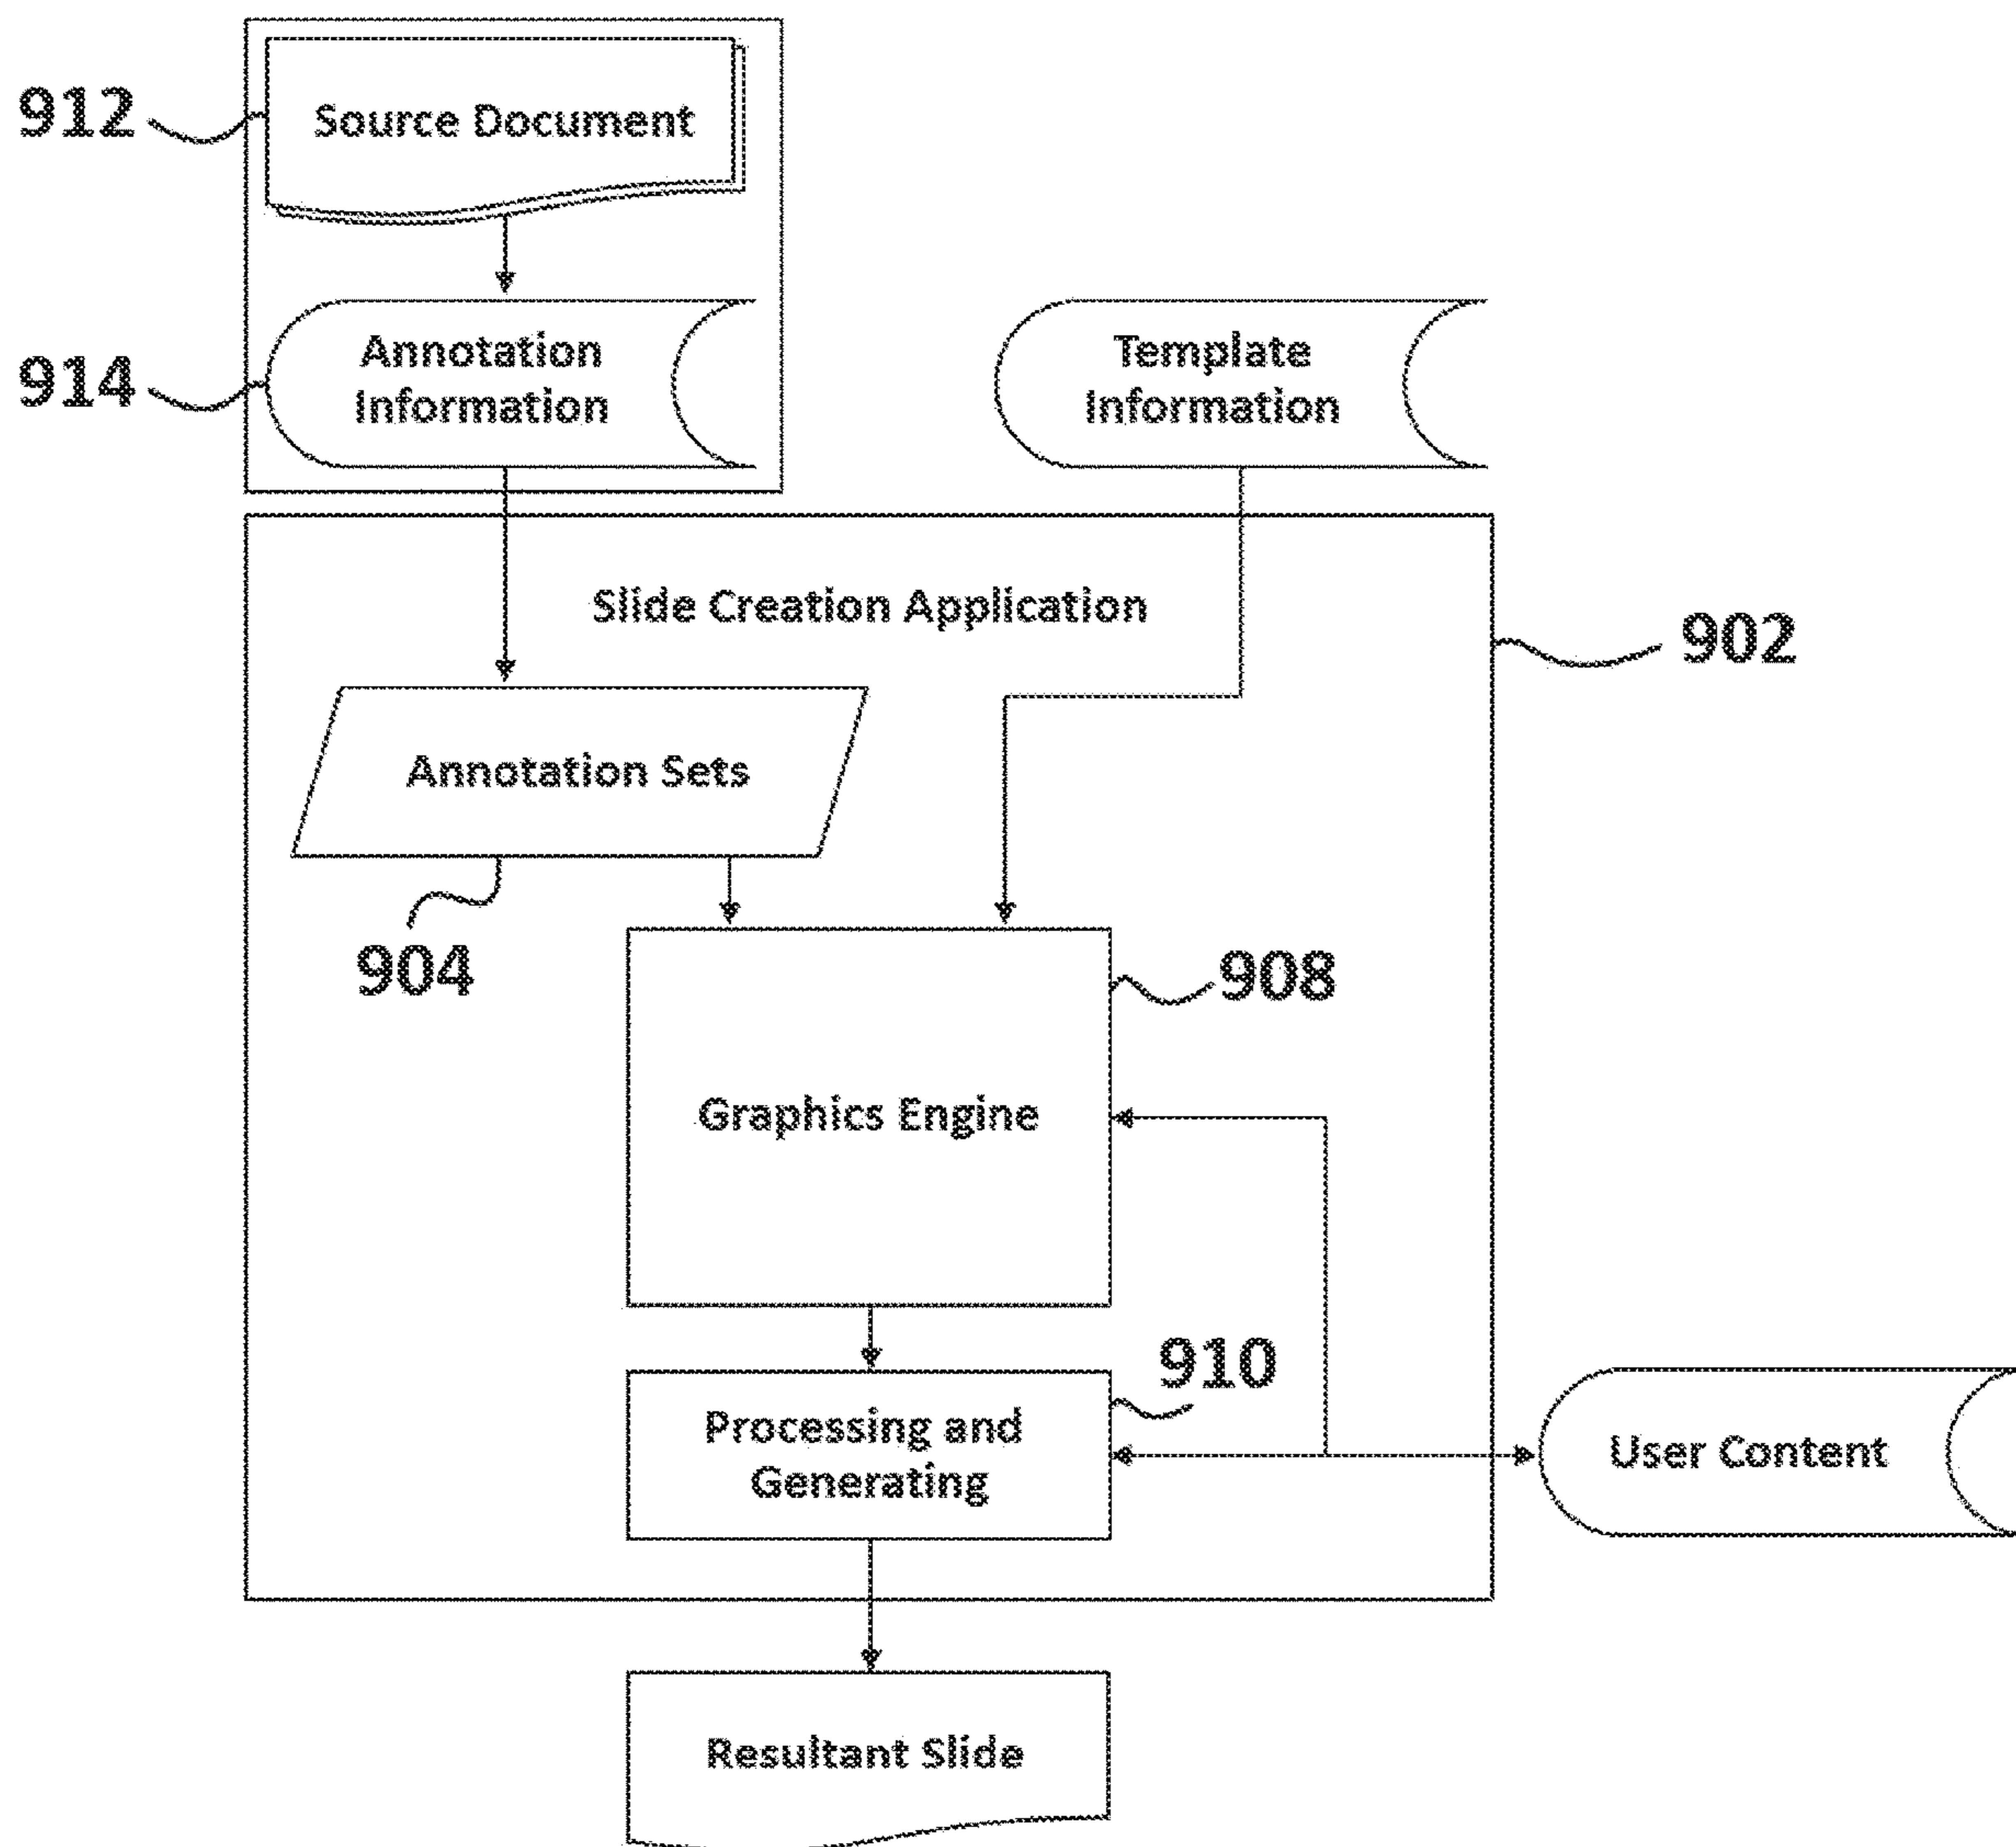 912
Source Document
914
Annotation
Information
Template
Information
Slide Creation Application
902
Annotation Sets
904
908
Graphics Engine
910
Processing and
Generating
User Content
Resultant Slide